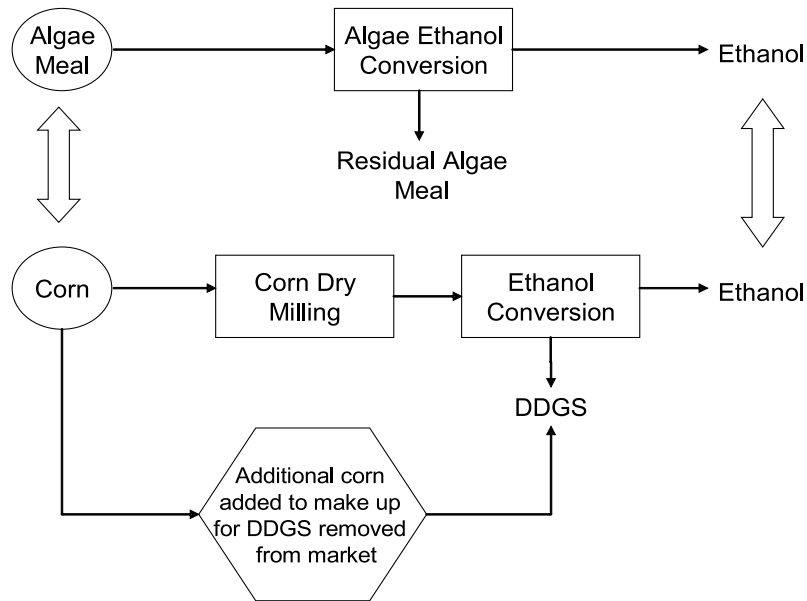 Algae
Meal
Algae Ethanol
Conversion
Ethanol
Residual Algae
Meal
Corn
Corn Dry
Milling
Ethanol
Conversion
Ethanol
DDGS
Additional corn
added to make up
for DDGS removed
from market